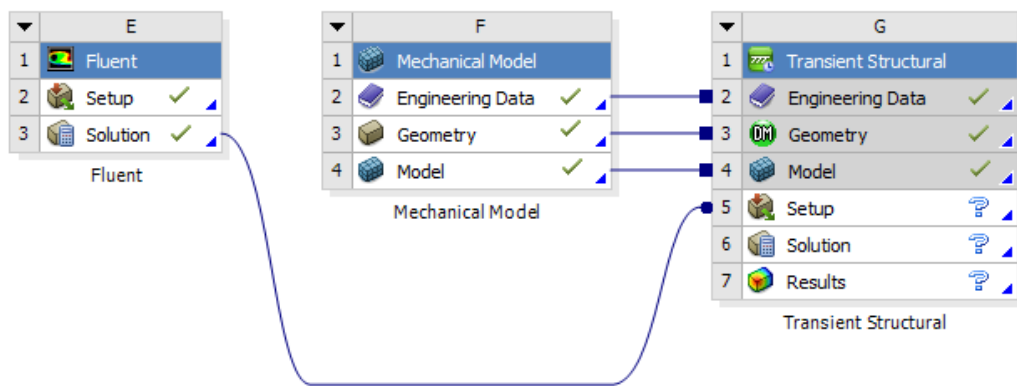 E
1 Fluent
2 Setup
3 Solution
Fluent
F
1 Mechanical Model
2 Engineering Data
3 Geometry
4 Model
Mechanical Model
G
1 Transient Structural
2 Engineering Data
3 DM Geometry
4 Model
5 Setup ?
6 Solution ?
7 Results ?
Transient Structural